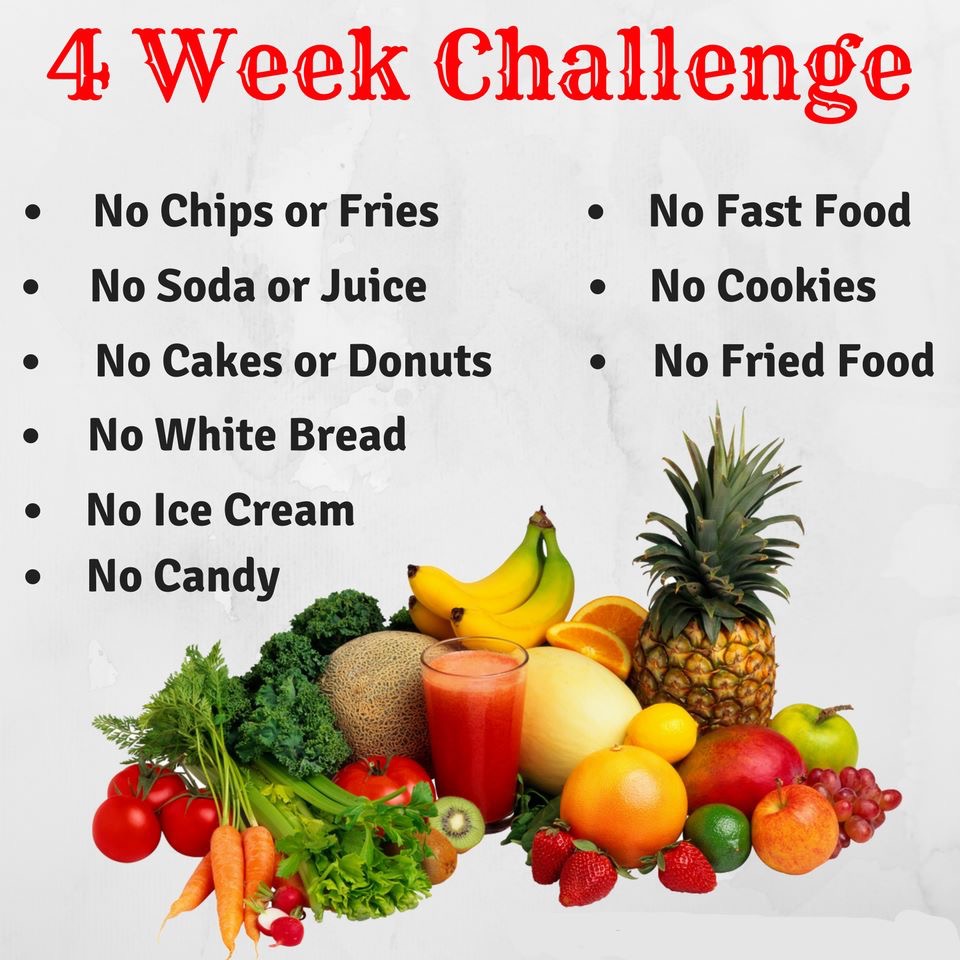 4 Week Challenge
• No Chips or Fries
• No Soda or Juice
• No Cakes or Donuts
• No White Bread
• No Ice Cream
• No Candy
• No Fast Food
• No Cookies
• No Fried Food